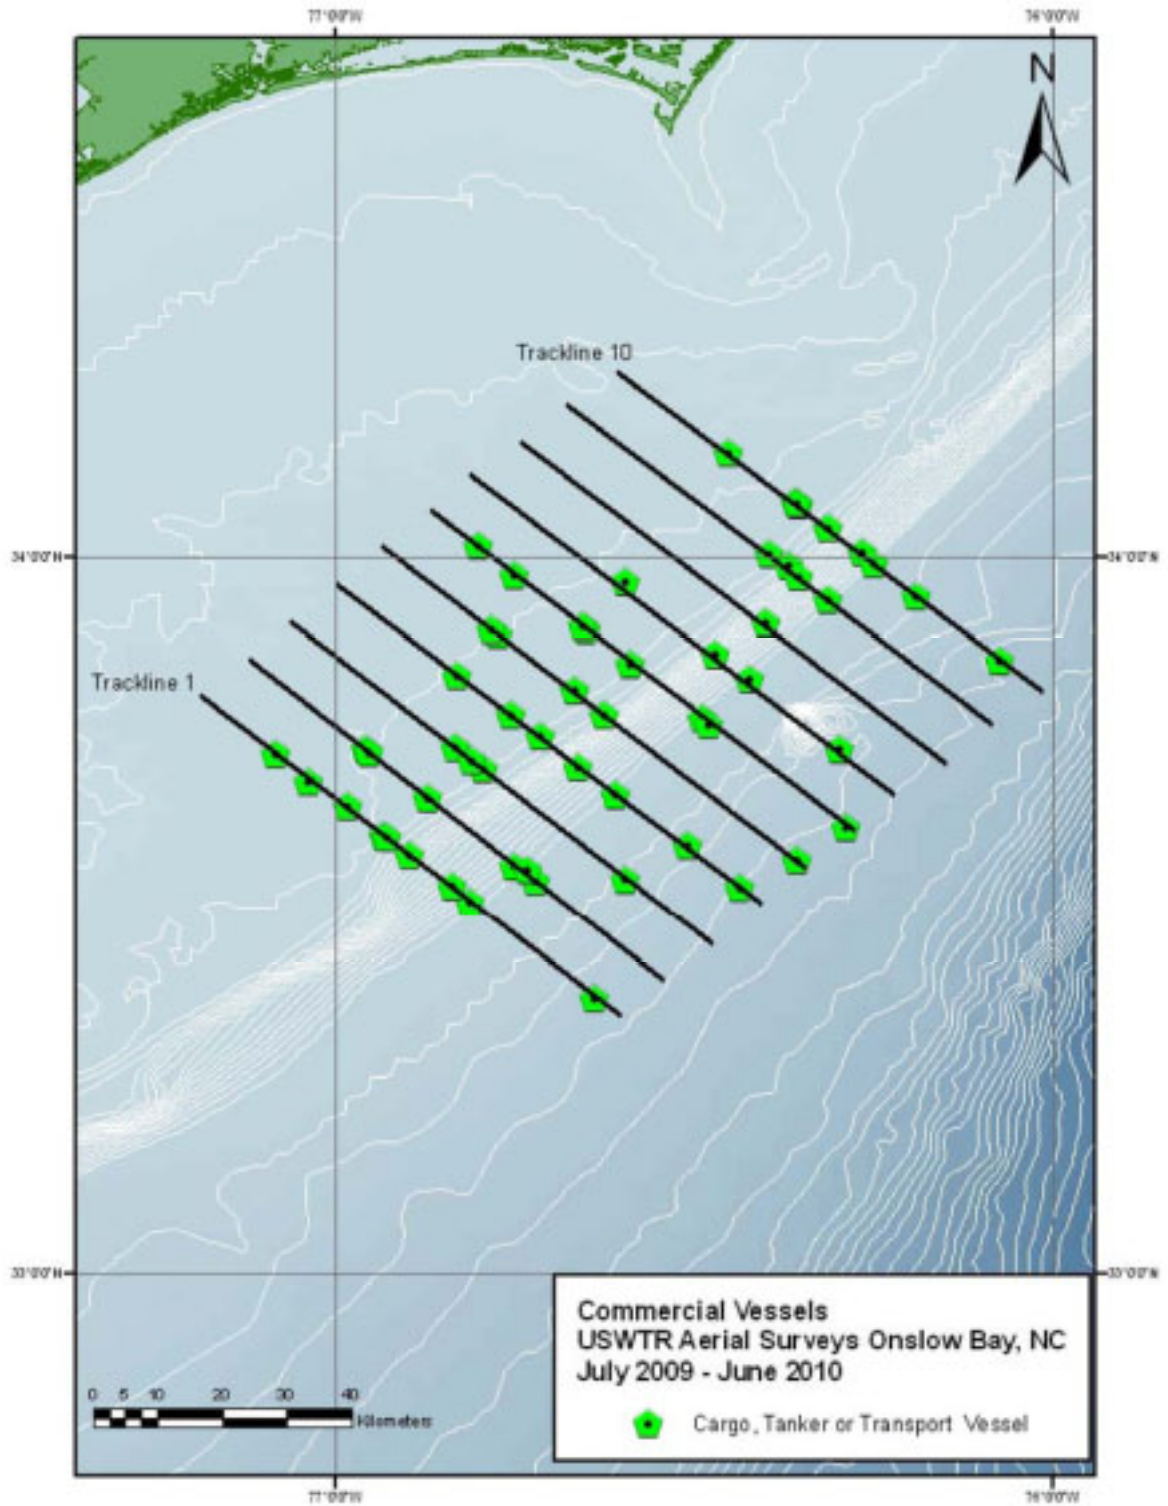 77°0'0"W 76°0'0"W
N
Trackline 10
34°0'0"N 34°0'0"N
Trackline 1
33°0'0"N 33°0'0"N
Commercial Vessels
USWTR Aerial Surveys Onslow Bay, NC
July 2009 - June 2010
Cargo, Tanker or Transport Vessel
0 5 10 20 30 40
Kilometers
77°0'0"W 76°0'0"W